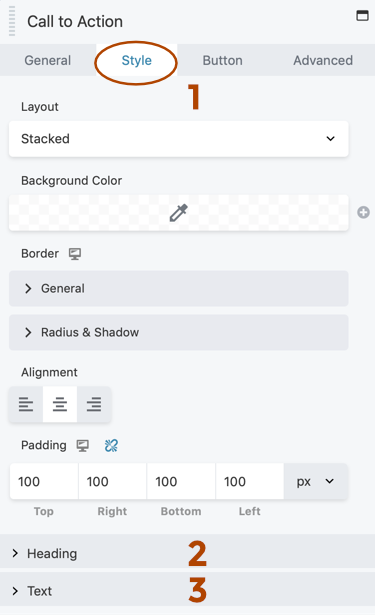 Call to Action
General Style Button Advanced
1
Layout
Stacked
Background Color
Border
General
Radius & Shadow
Alignment
Padding
100 100 100 100 px
Top Right Bottom Left
Heading 2
Text 3